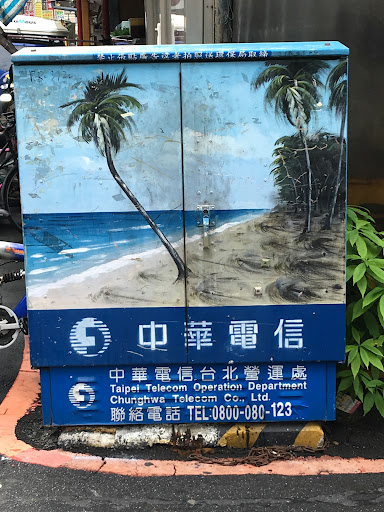 中華電信
中華電信台北營運處
Taipei Telecom Operation Department
Chunghwa Telecom Co., Ltd.
聯絡電話 TEL:0800-080-123